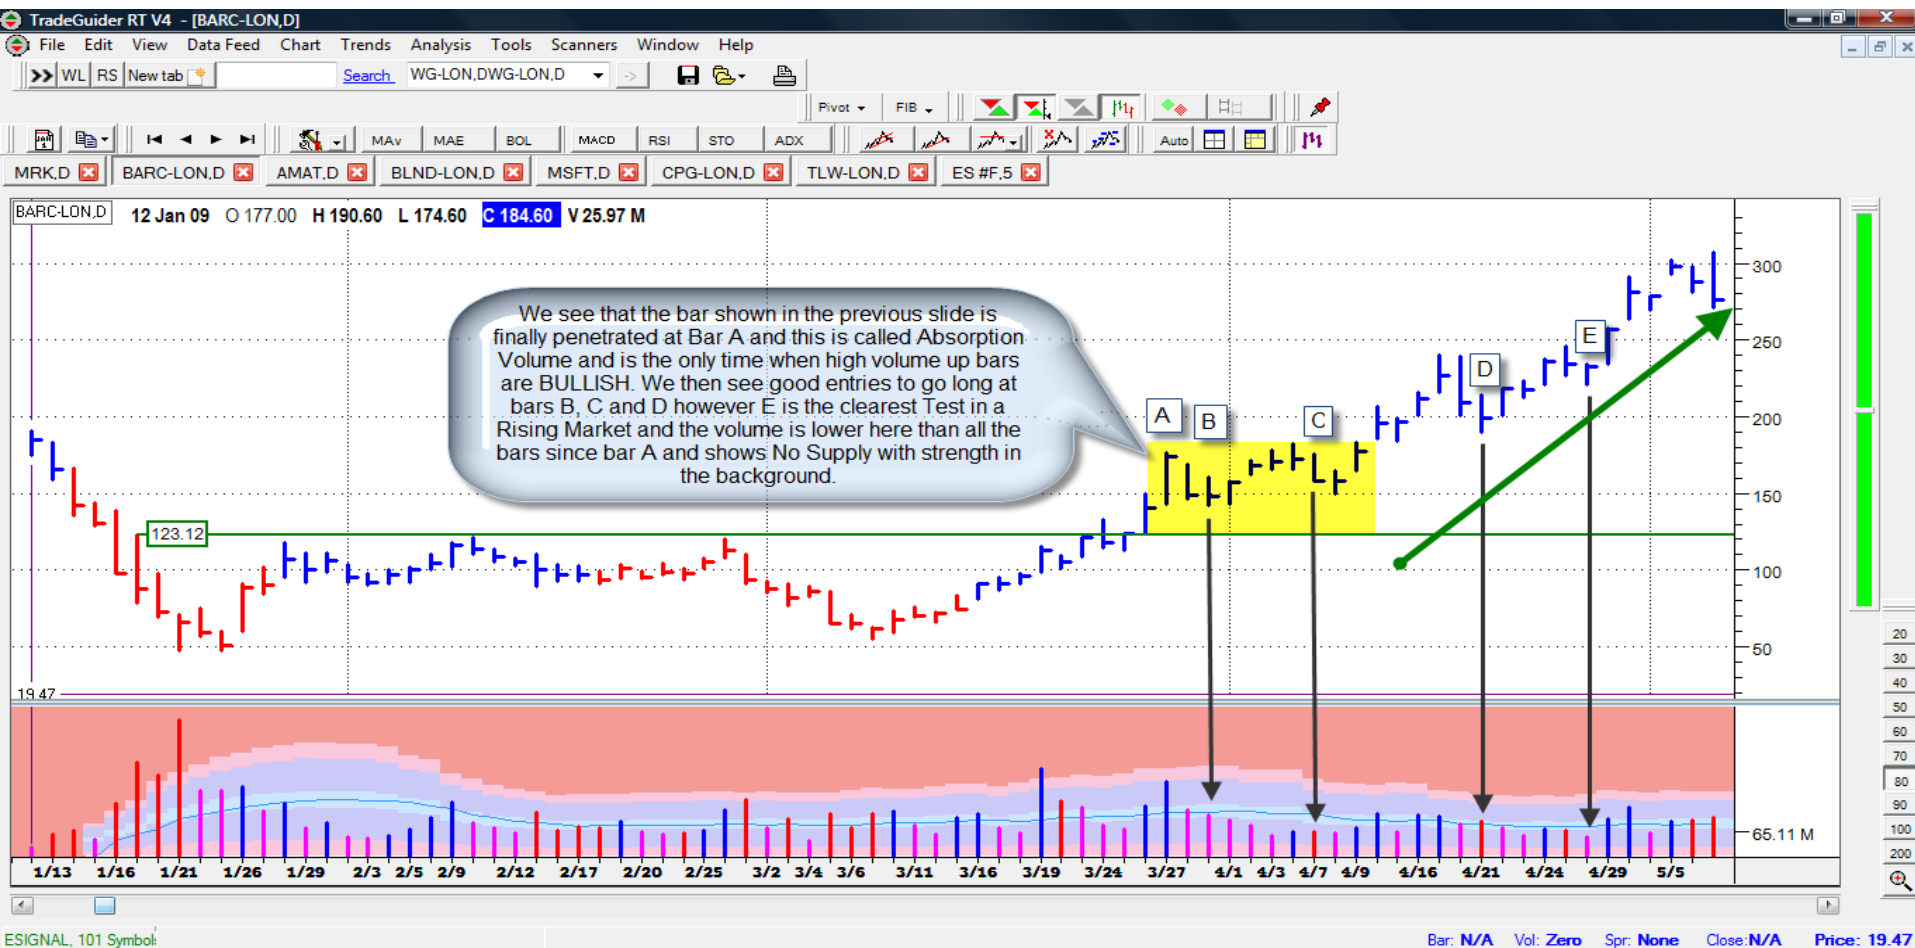 TradeGuider RT V4 - [BARC-LON,D]
File Edit View Data Feed Chart Trends Analysis Tools Scanners Window Help
WL RS New tab Search WG-LON,DWG-LON,D ->
Pivot FIB
MAv MAE BOL MACD RSI STO ADX Auto
MRK,D BARC-LON,D AMAT,D BLND-LON,D MSFT,D CPG-LON,D TLW-LON,D ES #F,5
BARC-LON,D 12 Jan 09 O 177.00 H 190.60 L 174.60 C 184.60 V 25.97 M
We see that the bar shown in the previous slide is
finally penetrated at Bar A and this is called Absorption
Volume and is the only time when high volume up bars
are BULLISH. We then see good entries to go long at
bars B, C and D however E is the clearest Test in a
Rising Market and the volume is lower here than all the
bars since bar A and shows No Supply with strength in
the background.
A
B
C
D
E
300
250
200
150
100
50
123.12
19.47
65.11 M
1/13 1/16 1/21 1/26 1/29 2/3 2/5 2/9 2/12 2/17 2/20 2/25 3/2 3/4 3/6 3/11 3/16 3/19 3/24 3/27 4/1 4/3 4/7 4/9 4/16 4/21 4/24 4/29 5/5
20
30
40
50
60
70
80
90
100
200
ESIGNAL, 101 Symbol
Bar: N/A Vol: Zero Spr: None Close:N/A Price: 19.47